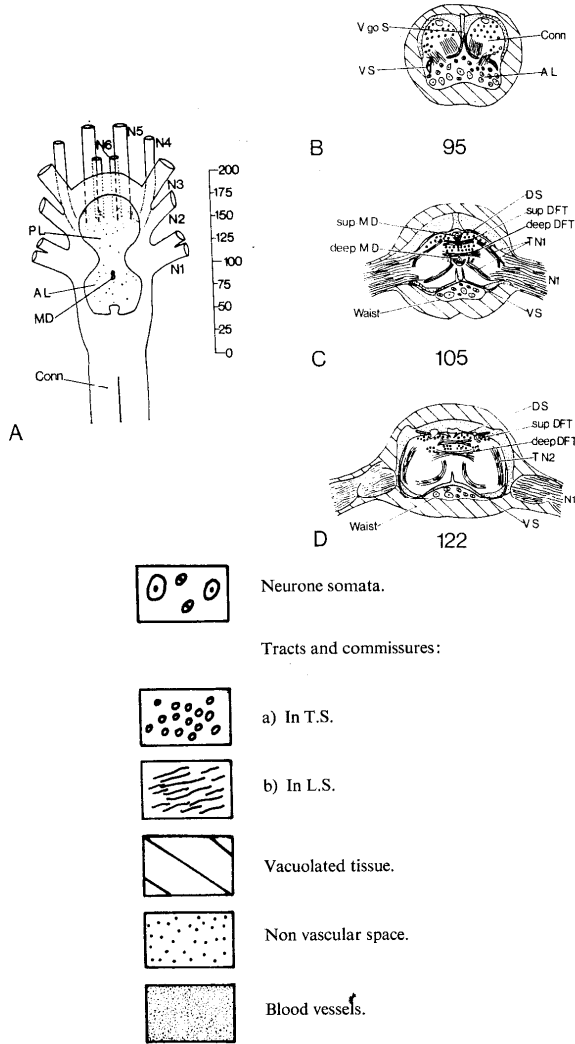 N5
N4
N6
N3
N2
PL
N1
AL
MD
Conn
A
200
175
150
125
100
75
50
25
0
V go S
Conn
VS
AL
B 95
DS
sup DFT
sup MD
deep DFT
TN1
deep MD
N1
Waist
VS
C 105
DS
sup DFT
deep DFT
TN2
N1
Waist
VS
D 122
Neurone somata.
Tracts and commissures:
a) In T.S.
b) In L.S.
Vacuolated tissue.
Non vascular space.
Blood vessels.